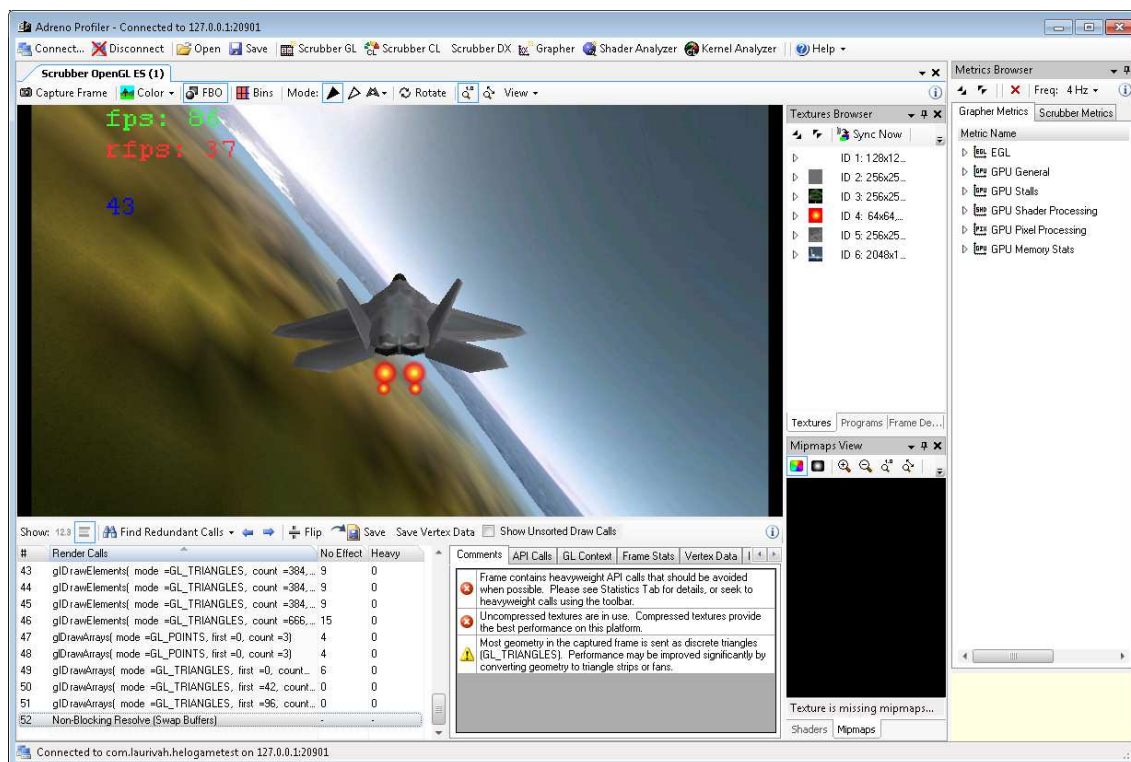 Adreno Profiler - Connected to 127.0.0.1:20901
Connect... Disconnect Open Save Scrubber GL Scrubber CL Scrubber DX Grapher Shader Analyzer Kernel Analyzer Help
Scrubber OpenGL ES (1)
Capture Frame Color FBO Bins Mode: Rotate View
fps: 86
rfps: 37
43
Textures Browser
Sync Now
ID 1: 128x12...
ID 2: 256x25...
ID 3: 256x25...
ID 4: 64x64,...
ID 5: 256x25...
ID 6: 2048x1...
Textures Programs Frame De...
Mipmaps View
Texture is missing mipmaps...
Shaders Mipmaps
Metrics Browser
Freq: 4 Hz
Grapher Metrics Scrubber Metrics
Metric Name
EGL
GPU General
GPU Stalls
GPU Shader Processing
GPU Pixel Processing
GPU Memory Stats
Show: 12.3 Find Redundant Calls Flip Save Save Vertex Data Show Unsorted Draw Calls
# Render Calls No Effect Heavy
43 glDrawElements( mode =GL_TRIANGLES, count =384,... 9 0
44 glDrawElements( mode =GL_TRIANGLES, count =384,... 9 0
45 glDrawElements( mode =GL_TRIANGLES, count =384,... 9 0
46 glDrawElements( mode =GL_TRIANGLES, count =666,... 15 0
47 glDrawArrays( mode =GL_POINTS, first =0, count =3) 4 0
48 glDrawArrays( mode =GL_POINTS, first =0, count =3) 4 0
49 glDrawArrays( mode =GL_TRIANGLES, first =0, count... 6 0
50 glDrawArrays( mode =GL_TRIANGLES, first =42, count... 0 0
51 glDrawArrays( mode =GL_TRIANGLES, first =96, count... 0 0
52 Non-Blocking Resolve (Swap Buffers) - -
Comments API Calls GL Context Frame Stats Vertex Data
Frame contains heavyweight API calls that should be avoided
when possible. Please see Statistics Tab for details, or seek to
heavyweight calls using the toolbar.
Uncompressed textures are in use. Compressed textures provide
the best performance on this platform.
Most geometry in the captured frame is sent as discrete triangles
(GL_TRIANGLES). Performance may be improved significantly by
converting geometry to triangle strips or fans.
Connected to com.laurivah.helogametest on 127.0.0.1:20901